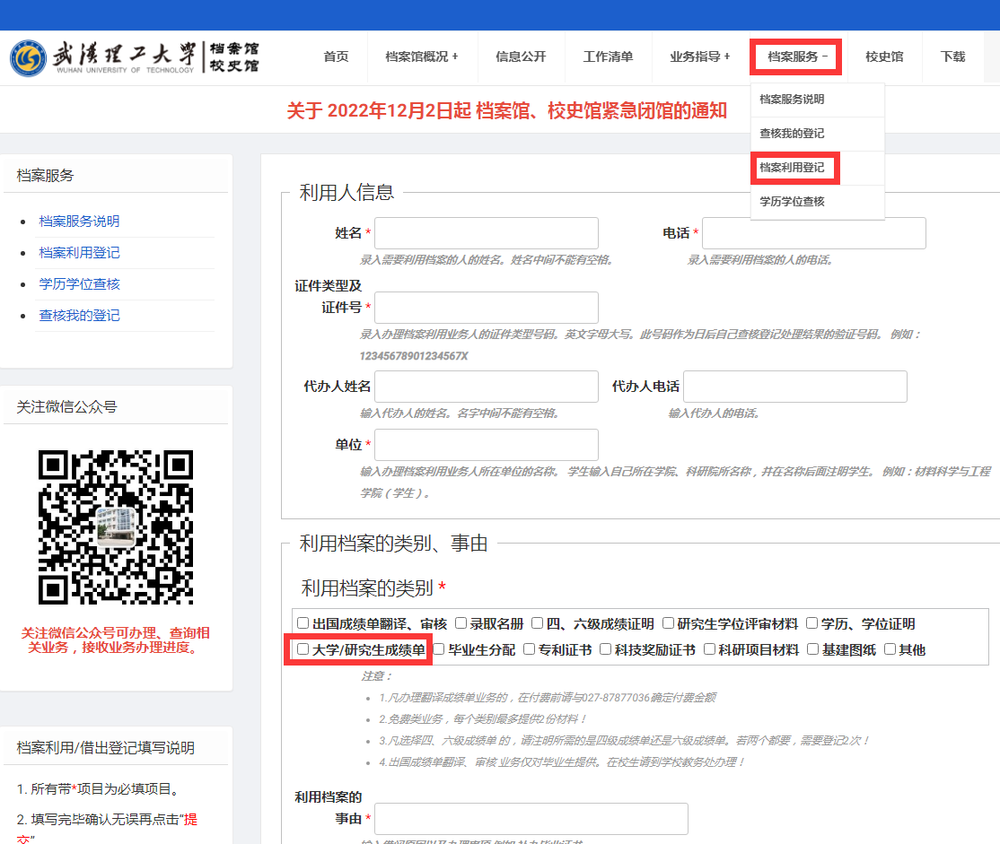 武汉理工大学 档案馆
WUHAN UNIVERSITY OF TECHNOLOGY 校史馆
首页 档案馆概况 + 信息公开 工作清单 业务指导 + 档案服务 − 校史馆 下载
档案服务说明
查核我的登记
档案利用登记
学历学位查核
关于 2022年12月2日起 档案馆、校史馆紧急闭馆的通知
档案服务
档案服务说明
档案利用登记
学历学位查核
查核我的登记
关注微信公众号
关注微信公众号可办理、查询相
关业务，接收业务办理进度。
档案利用/借出登记填写说明
1. 所有带*项目为必填项目。
2. 填写完毕确认无误再点击“提
交”
利用人信息
姓名 * 电话 *
录入需要利用档案的人的姓名。姓名中间不能有空格。 录入需要利用档案的人的电话。
证件类型及
证件号 *
录入办理档案利用业务人的证件类型号码。英文字母大写。此号码作为日后自己查核登记处理结果的验证号码。 例如：
12345678901234567X
代办人姓名 代办人电话
输入代办人的姓名。名字中间不能有空格。 输入代办人的电话。
单位 *
输入办理档案利用业务人所在单位的名称。 学生输入自己所在学院、科研院所名称，并在名称后面注明学生。 例如：材料科学与工程
学院（学生）。
利用档案的类别、事由
利用档案的类别 *
出国成绩单翻译、审核 录取名册 四、六级成绩证明 研究生学位评审材料 学历、学位证明
大学/研究生成绩单 毕业生分配 专利证书 科技奖励证书 科研项目材料 基建图纸 其他
注意：
1.凡办理翻译成绩单业务的，在付费前请与027-87877036确定付费金额
2.免费类业务，每个类别最多提供2份材料！
3.凡选择四、六级成绩单 的，请注明所需的是四级成绩单还是六级成绩单。若两个都要，需要登记2次！
4.出国成绩单翻译、审核 业务仅对毕业生提供。在校生请到学校教务处办理！
利用档案的
事由 *